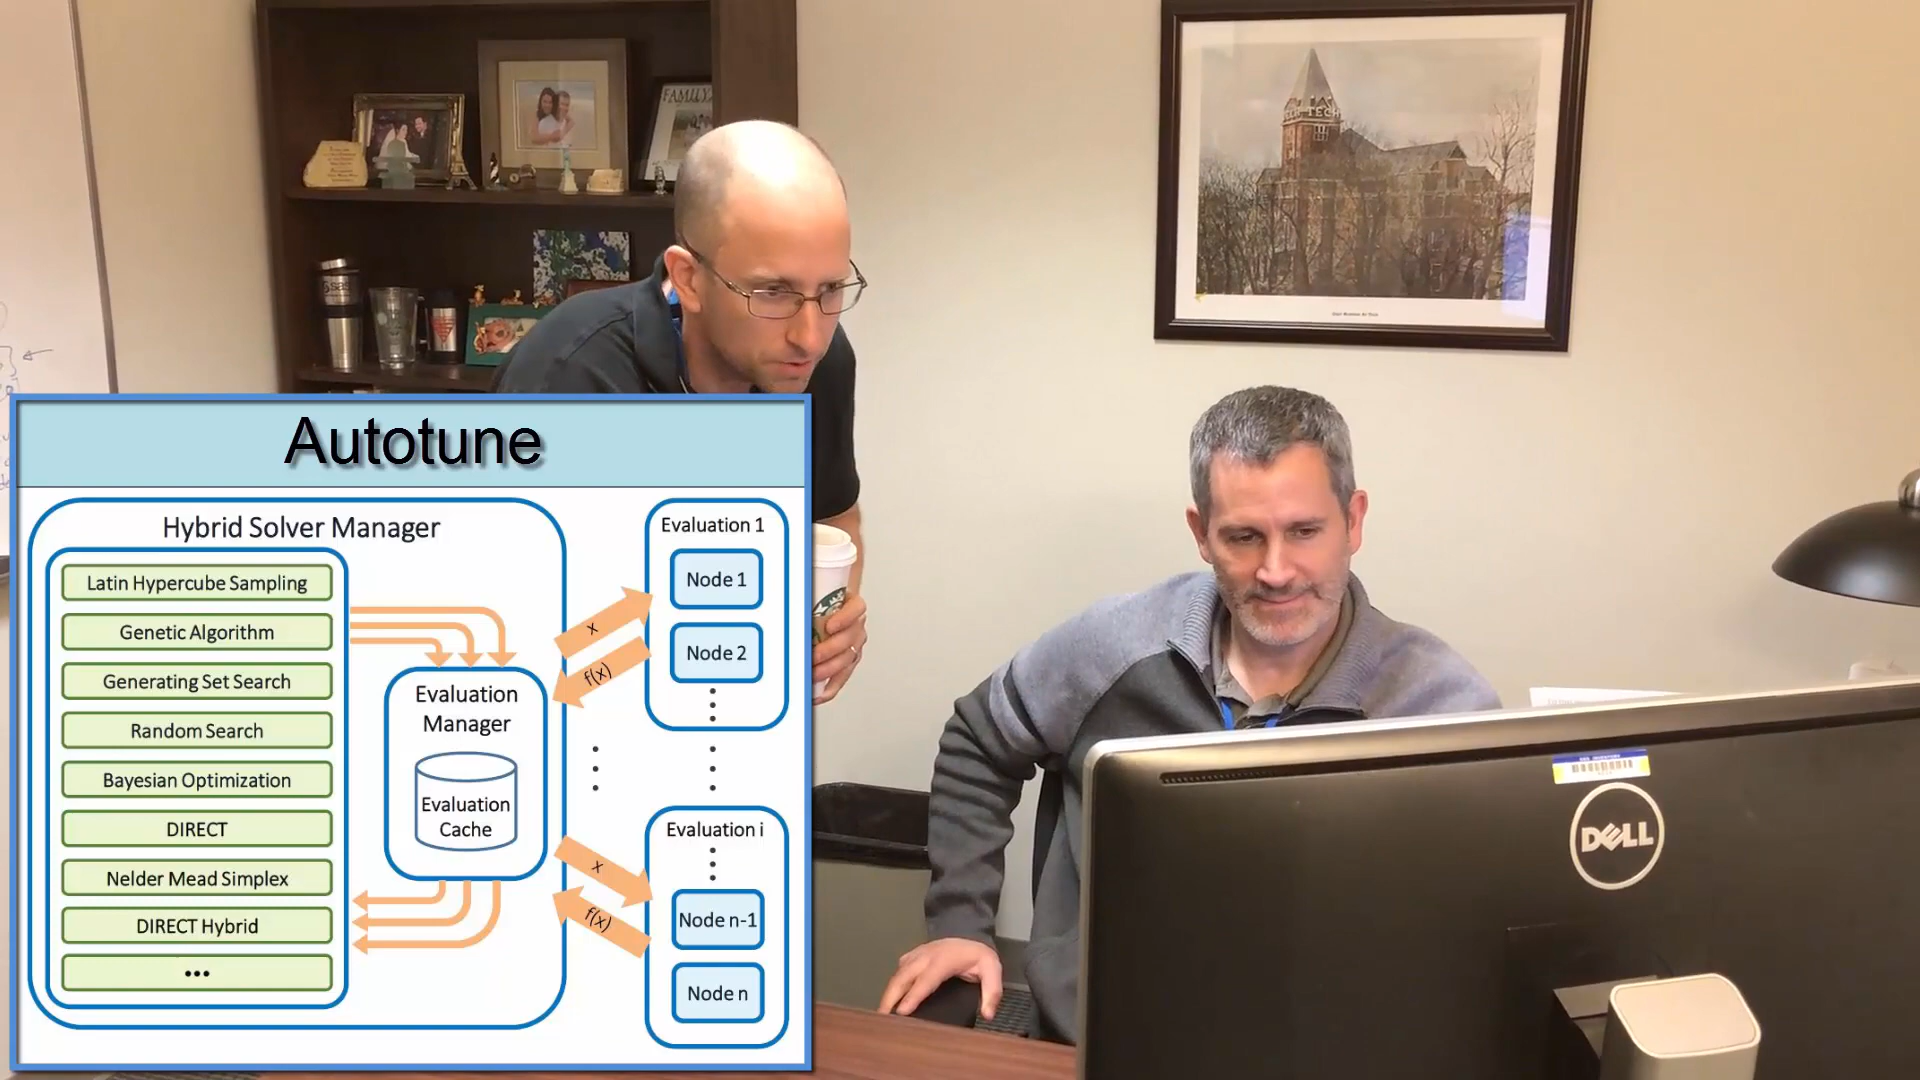 FAMILY
TECH
sas
Autotune
Hybrid Solver Manager
Latin Hypercube Sampling
Genetic Algorithm
Generating Set Search
Random Search
Bayesian Optimization
DIRECT
Nelder Mead Simplex
DIRECT Hybrid
...
Evaluation
Manager
Evaluation
Cache
x
f(x)
x
f(x)
Evaluation 1
Node 1
Node 2
Evaluation i
Node n-1
Node n
DELL